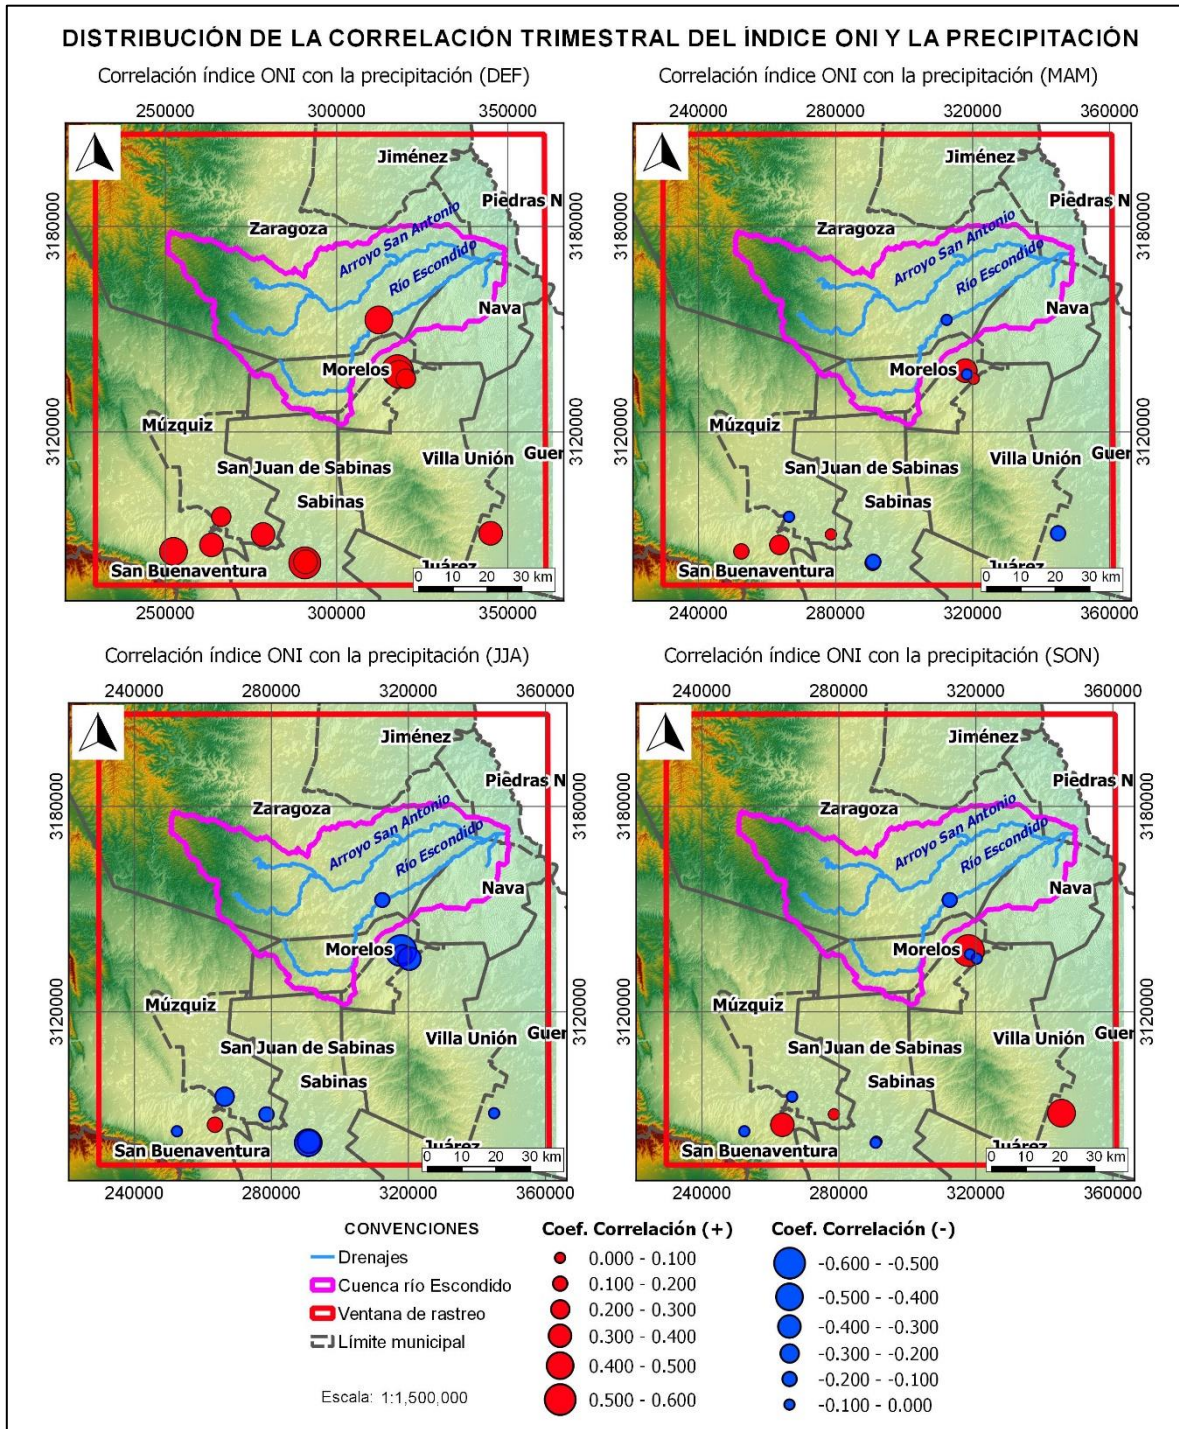 DISTRIBUCIÓN DE LA CORRELACIÓN TRIMESTRAL DEL ÍNDICE ONI Y LA PRECIPITACIÓN
Correlación índice ONI con la precipitación (DEF)
250000 300000 350000
3180000
3120000
Jiménez
Piedras N
Zaragoza
Arroyo San Antonio
Río Escondido
Nava
Morelos
Múzquiz
San Juan de Sabinas
Villa Unión
Guer
Sabinas
San Buenaventura
Juárez
0 10 20 30 km
250000 300000 350000
3180000
3120000
Correlación índice ONI con la precipitación (MAM)
240000 280000 320000 360000
3180000
3120000
Jiménez
Piedras N
Zaragoza
Arroyo San Antonio
Río Escondido
Nava
Morelos
Múzquiz
San Juan de Sabinas
Villa Unión
Guer
Sabinas
San Buenaventura
Juárez
0 10 20 30 km
240000 280000 320000 360000
3180000
3120000
Correlación índice ONI con la precipitación (JJA)
240000 280000 320000 360000
3180000
3120000
Jiménez
Piedras N
Zaragoza
Arroyo San Antonio
Río Escondido
Nava
Morelos
Múzquiz
San Juan de Sabinas
Villa Unión
Guer
Sabinas
San Buenaventura
Juárez
0 10 20 30 km
240000 280000 320000 360000
3180000
3120000
Correlación índice ONI con la precipitación (SON)
240000 280000 320000 360000
3180000
3120000
Jiménez
Piedras N
Zaragoza
Arroyo San Antonio
Río Escondido
Nava
Morelos
Múzquiz
San Juan de Sabinas
Villa Unión
Guer
Sabinas
San Buenaventura
Juárez
0 10 20 30 km
240000 280000 320000 360000
3180000
3120000
CONVENCIONES
Drenajes
Cuenca río Escondido
Ventana de rastreo
Límite municipal
Escala: 1:1,500,000
Coef. Correlación (+)
0.000 - 0.100
0.100 - 0.200
0.200 - 0.300
0.300 - 0.400
0.400 - 0.500
0.500 - 0.600
Coef. Correlación (-)
-0.600 - -0.500
-0.500 - -0.400
-0.400 - -0.300
-0.300 - -0.200
-0.200 - -0.100
-0.100 - 0.000